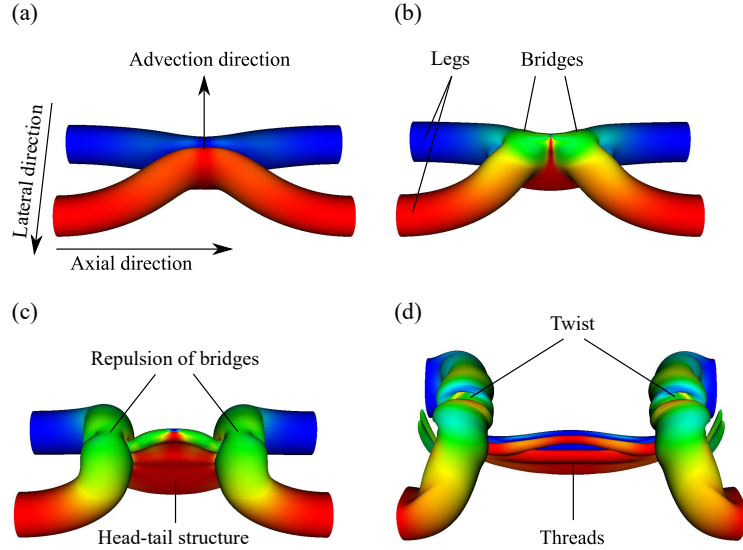 (a)
Advection direction
Lateral direction
Axial direction
(b)
Legs
Bridges
(c)
Repulsion of bridges
Head-tail structure
(d)
Twist
Threads